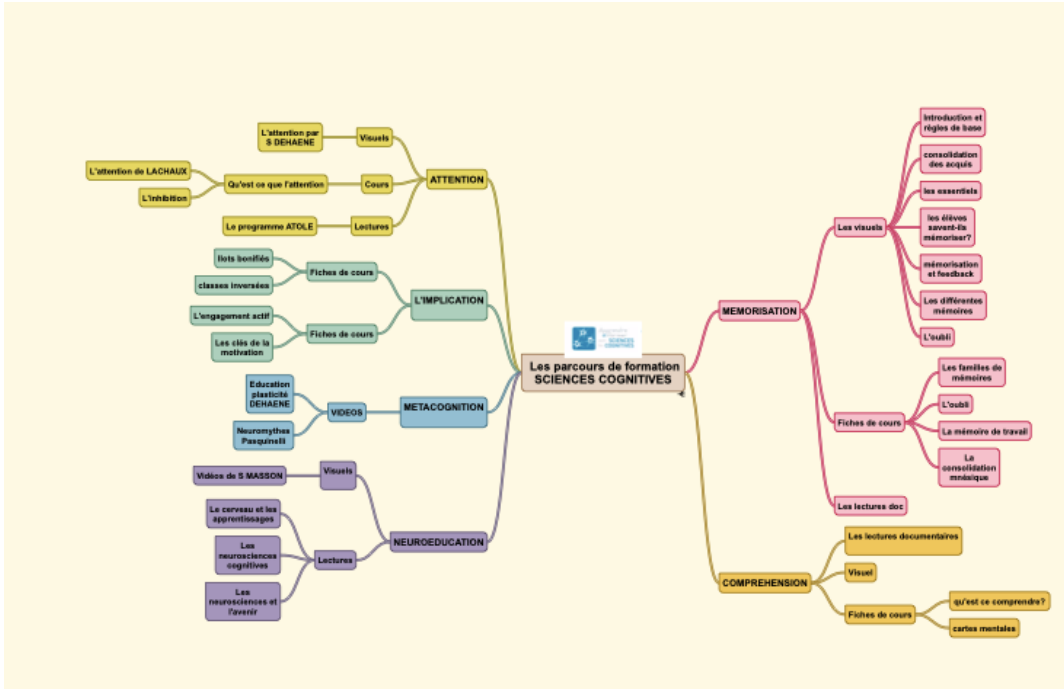 Les parcours de formation
SCIENCES COGNITIVES
SCIENCES
COGNITIVES
ATTENTION
Visuels
L'attention par
S DEHAENE
Cours
Qu'est ce que l'attention
L'attention de LACHAUX
L'inhibition
Lectures
Le programme ATOLE
L'IMPLICATION
Fiches de cours
Ilots bonifiés
classes inversées
Fiches de cours
L'engagement actif
Les clés de la
motivation
METACOGNITION
VIDEOS
Education
plasticité
DEHAENE
Neuromythes
Pasquinelli
NEUROEDUCATION
Visuels
Vidéos de S MASSON
Lectures
Le cerveau et les
apprentissages
Les
neurosciences
cognitives
Les
neurosciences et
l'avenir
MEMORISATION
Les visuels
Introduction et
règles de base
consolidation
des acquis
les essentiels
les élèves
savent-ils
mémoriser?
mémorisation
et feedback
Les différentes
mémoires
L'oubli
Fiches de cours
Les familles de
mémoires
L'oubli
La mémoire de travail
La
consolidation
mnésique
Les lectures doc
COMPREHENSION
Les lectures documentaires
Visuel
Fiches de cours
qu'est ce comprendre?
cartes mentales